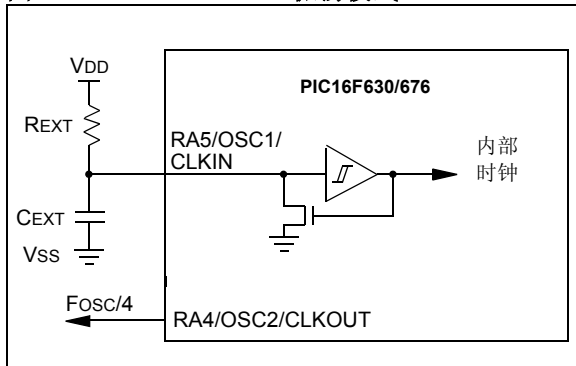 VDD
PIC16F630/676
REXT
RA5/OSC1/
CLKIN
内部
时钟
CEXT
VSS
FOSC/4
RA4/OSC2/CLKOUT